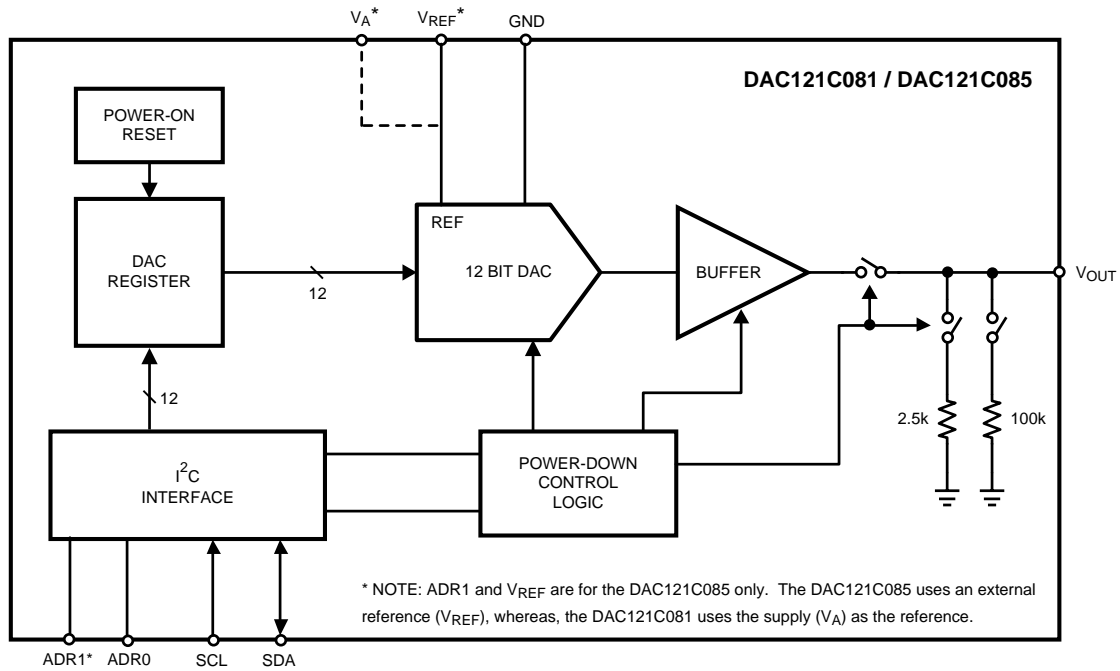 VA* VREF* GND
DAC121C081 / DAC121C085
POWER-ON
RESET
REF
DAC
REGISTER
12
12 BIT DAC
BUFFER
VOUT
12
2.5k 100k
I2C
INTERFACE
POWER-DOWN
CONTROL
LOGIC
* NOTE: ADR1 and VREF are for the DAC121C085 only. The DAC121C085 uses an external
reference (VREF), whereas, the DAC121C081 uses the supply (VA) as the reference.
ADR1* ADR0 SCL SDA